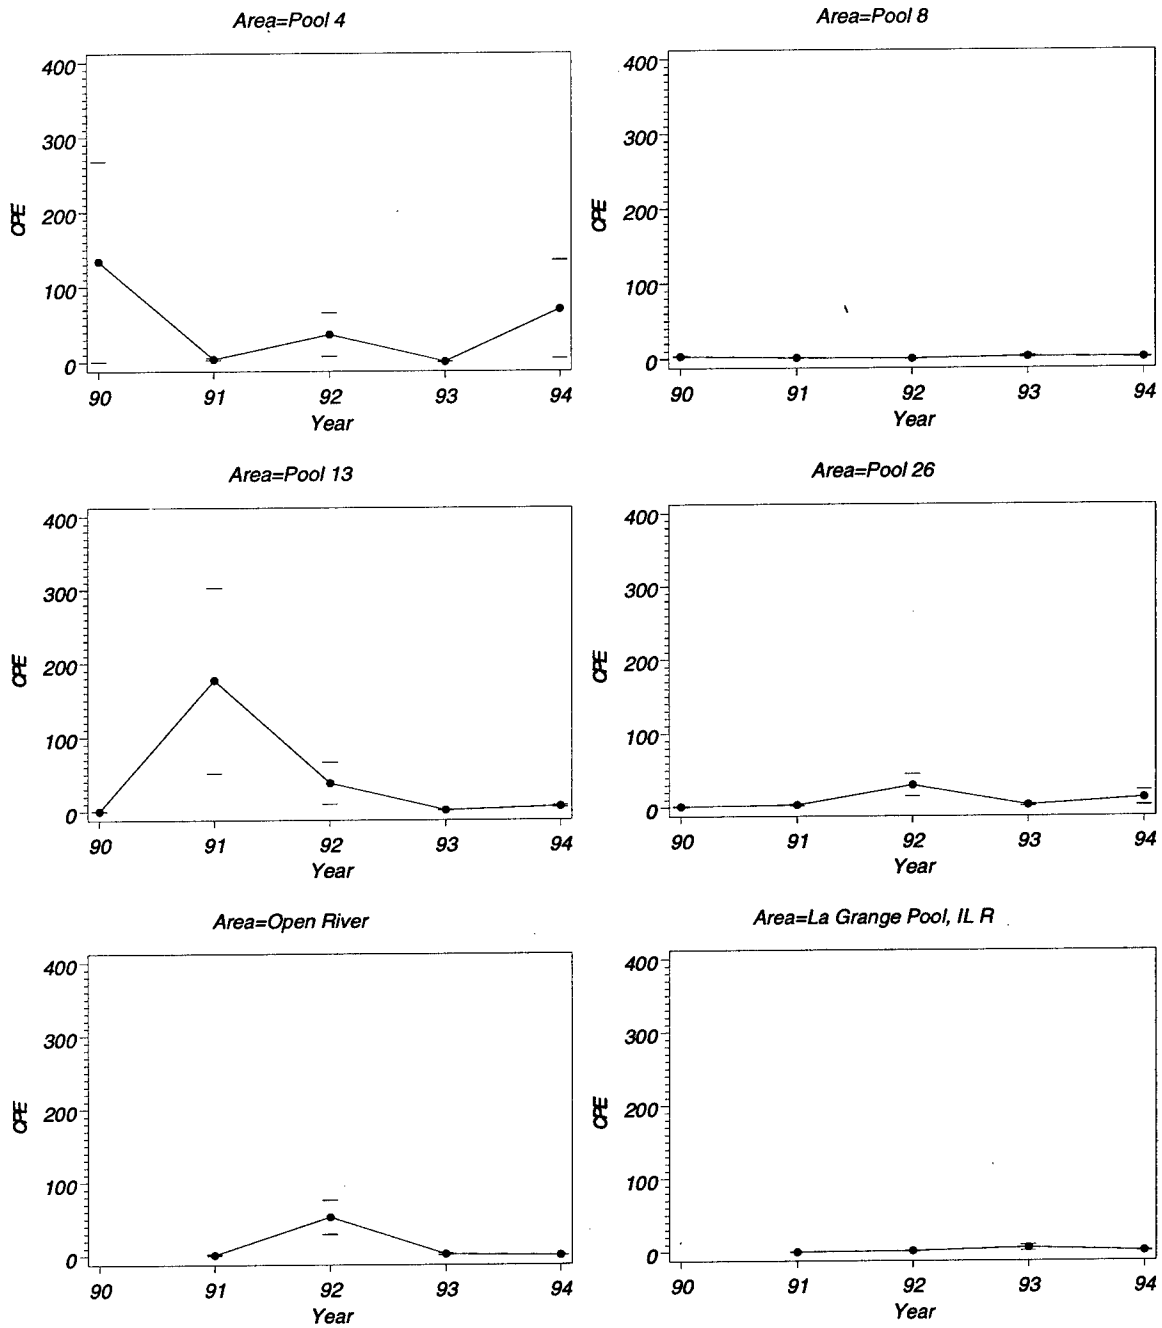 Area=Pool 4
400
300
200
100
0
CPE
90 91 92 93 94
Year
Area=Pool 8
400
300
200
100
0
CPE
90 91 92 93 94
Year
Area=Pool 13
400
300
200
100
0
CPE
90 91 92 93 94
Year
Area=Pool 26
400
300
200
100
0
CPE
90 91 92 93 94
Year
Area=Open River
400
300
200
100
0
CPE
90 91 92 93 94
Year
Area=La Grange Pool, IL R
400
300
200
100
0
CPE
90 91 92 93 94
Year